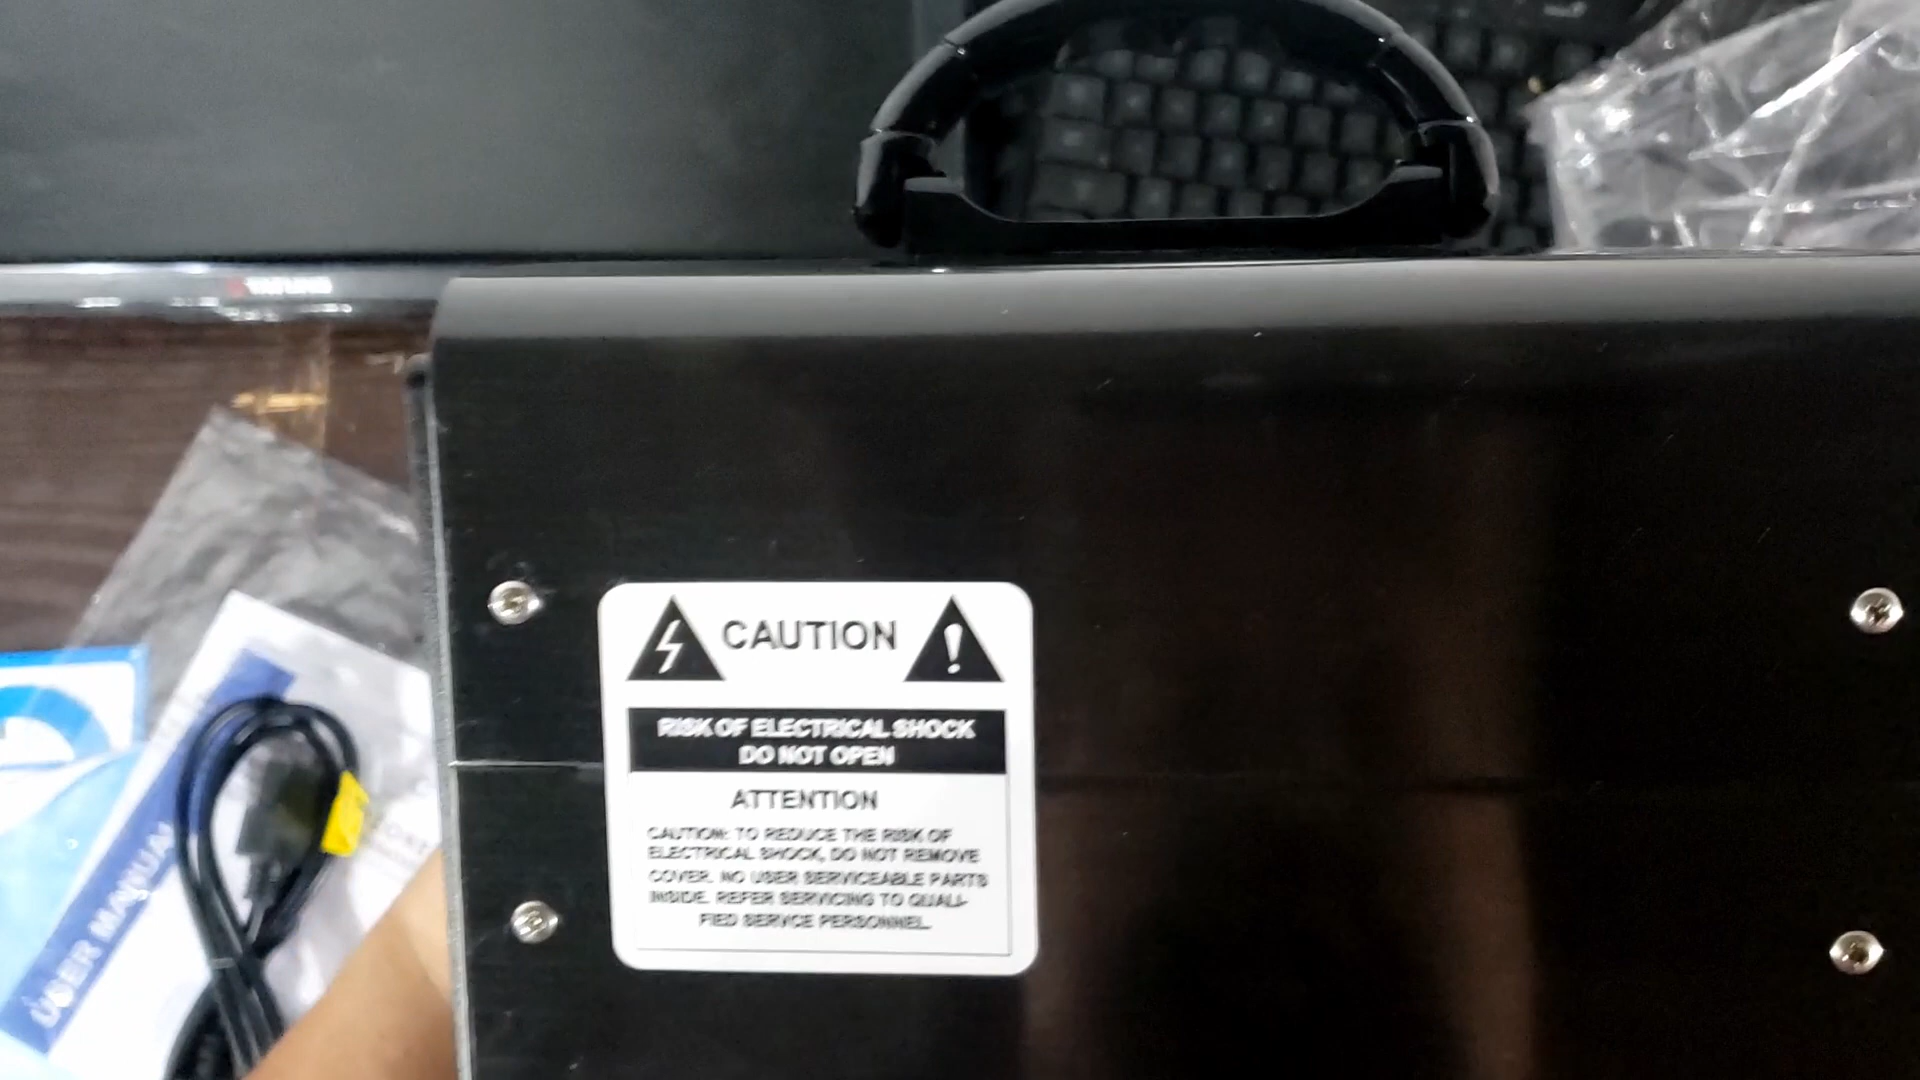 CAUTION
RISK OF ELECTRICAL SHOCK
DO NOT OPEN
ATTENTION
CAUTION: TO REDUCE THE RISK OF
ELECTRICAL SHOCK, DO NOT REMOVE
COVER. NO USER SERVICEABLE PARTS
INSIDE. REFER SERVICING TO QUALI-
FIED SERVICE PERSONNEL.
USER MANUAL